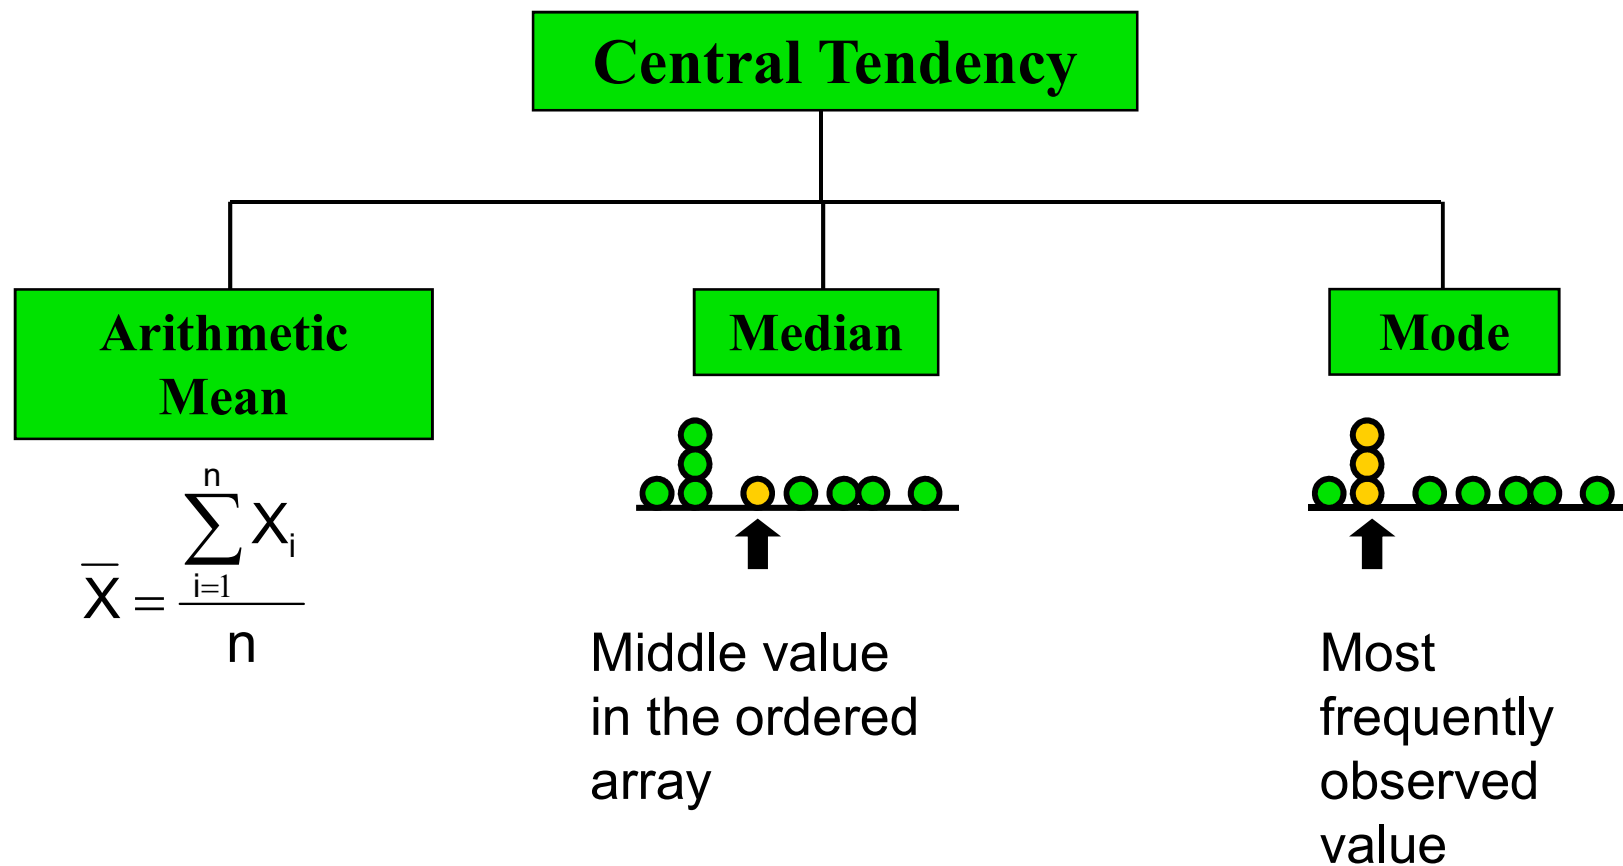 Central Tendency
Arithmetic
Mean
Median
Mode
n
∑ Xᵢ
i=1
X̄ =
n
Middle value
in the ordered
array
Most
frequently
observed
value